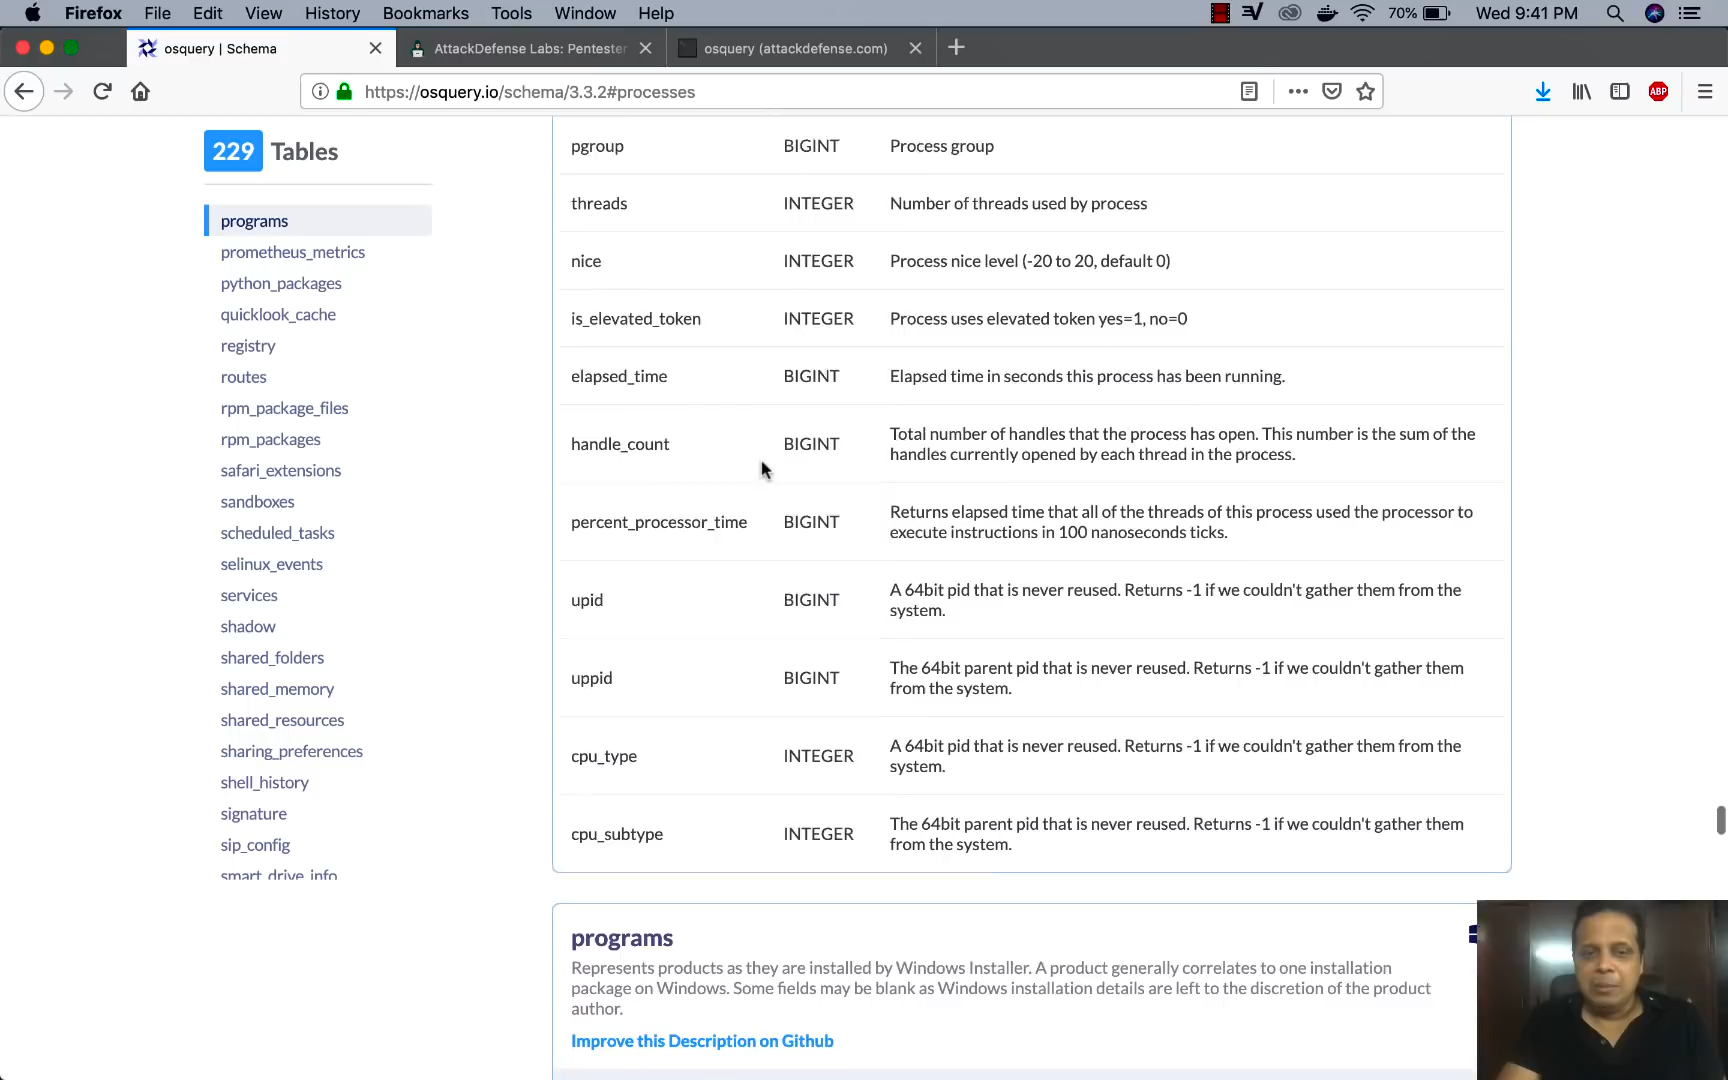 Firefox File Edit View History Bookmarks Tools Window Help 70% Wed 9:41 PM
osquery | Schema
AttackDefense Labs: Pentester
osquery (attackdefense.com)
https://osquery.io/schema/3.3.2#processes
ABP
229 Tables
programs
prometheus_metrics
python_packages
quicklook_cache
registry
routes
rpm_package_files
rpm_packages
safari_extensions
sandboxes
scheduled_tasks
selinux_events
services
shadow
shared_folders
shared_memory
shared_resources
sharing_preferences
shell_history
signature
sip_config
smart_drive_info
pgroup BIGINT Process group
threads INTEGER Number of threads used by process
nice INTEGER Process nice level (-20 to 20, default 0)
is_elevated_token INTEGER Process uses elevated token yes=1, no=0
elapsed_time BIGINT Elapsed time in seconds this process has been running.
handle_count BIGINT Total number of handles that the process has open. This number is the sum of the
handles currently opened by each thread in the process.
percent_processor_time BIGINT Returns elapsed time that all of the threads of this process used the processor to
execute instructions in 100 nanoseconds ticks.
upid BIGINT A 64bit pid that is never reused. Returns -1 if we couldn't gather them from the
system.
uppid BIGINT The 64bit parent pid that is never reused. Returns -1 if we couldn't gather them
from the system.
cpu_type INTEGER A 64bit pid that is never reused. Returns -1 if we couldn't gather them from the
system.
cpu_subtype INTEGER The 64bit parent pid that is never reused. Returns -1 if we couldn't gather them
from the system.
programs
Represents products as they are installed by Windows Installer. A product generally correlates to one installation
package on Windows. Some fields may be blank as Windows installation details are left to the discretion of the product
author.
Improve this Description on Github